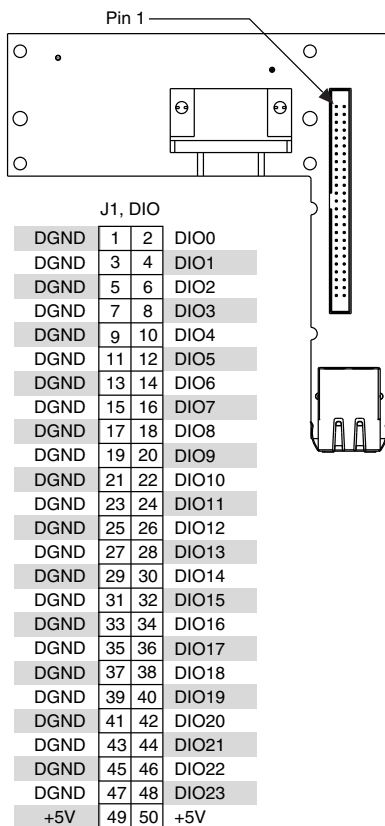 Pin 1
J1, DIO
DGND 1 2 DIO0
DGND 3 4 DIO1
DGND 5 6 DIO2
DGND 7 8 DIO3
DGND 9 10 DIO4
DGND 11 12 DIO5
DGND 13 14 DIO6
DGND 15 16 DIO7
DGND 17 18 DIO8
DGND 19 20 DIO9
DGND 21 22 DIO10
DGND 23 24 DIO11
DGND 25 26 DIO12
DGND 27 28 DIO13
DGND 29 30 DIO14
DGND 31 32 DIO15
DGND 33 34 DIO16
DGND 35 36 DIO17
DGND 37 38 DIO18
DGND 39 40 DIO19
DGND 41 42 DIO20
DGND 43 44 DIO21
DGND 45 46 DIO22
DGND 47 48 DIO23
+5V 49 50 +5V